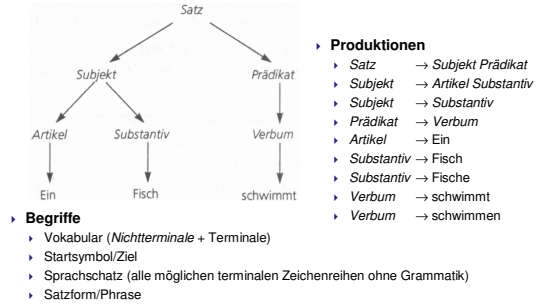 Satz
Subjekt Prädikat
Artikel Substantiv Verbum
Ein Fisch schwimmt
Produktionen
Satz → Subjekt Prädikat
Subjekt → Artikel Substantiv
Subjekt → Substantiv
Prädikat → Verbum
Artikel → Ein
Substantiv → Fisch
Substantiv → Fische
Verbum → schwimmt
Verbum → schwimmen
Begriffe
Vokabular (Nichtterminale + Terminale)
Startsymbol/Ziel
Sprachschatz (alle möglichen terminalen Zeichenreihen ohne Grammatik)
Satzform/Phrase